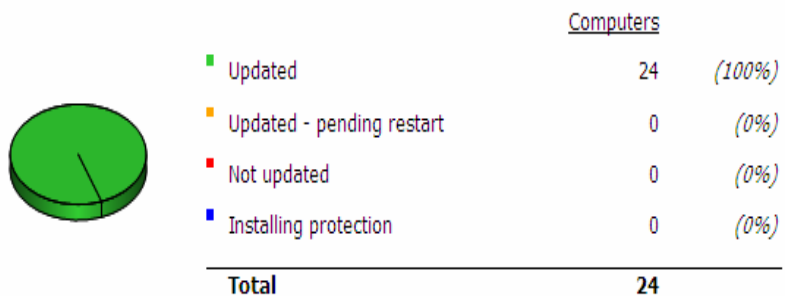 Computers
Updated 24 (100%)
Updated - pending restart 0 (0%)
Not updated 0 (0%)
Installing protection 0 (0%)
Total 24